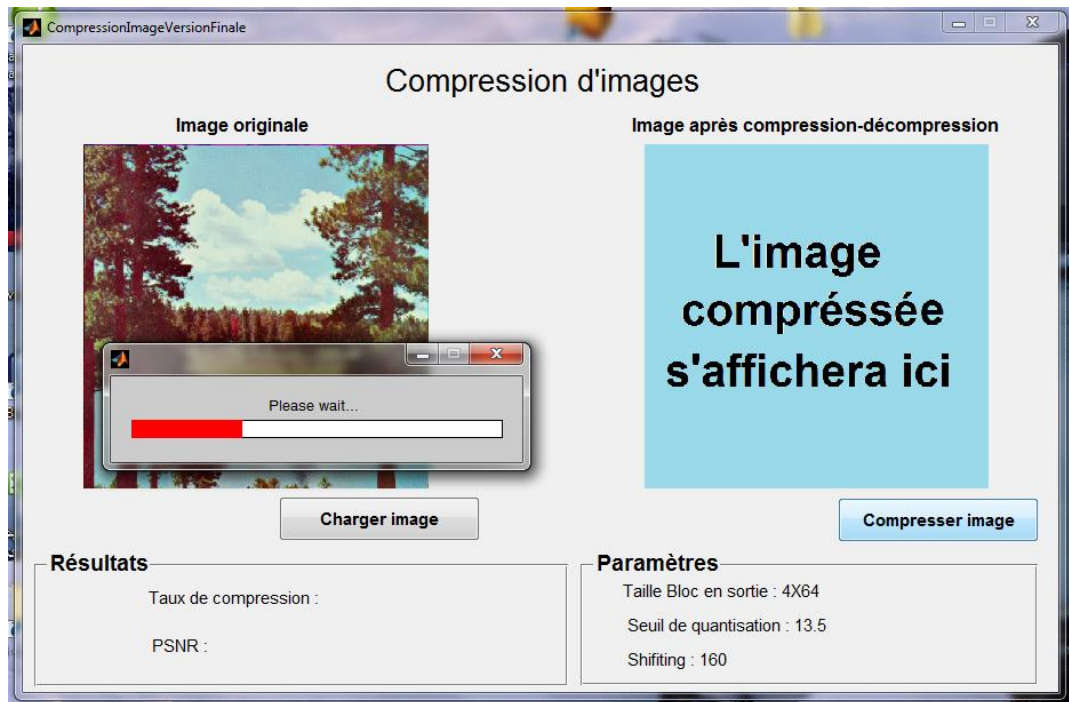 CompressionImageVersionFinale
Compression d'images
Image originale
Image après compression-décompression
L'image
compréssée
s'affichera ici
Please wait...
Charger image
Compresser image
Résultats
Taux de compression :
PSNR :
Paramètres
Taille Bloc en sortie : 4X64
Seuil de quantisation : 13.5
Shifiting : 160